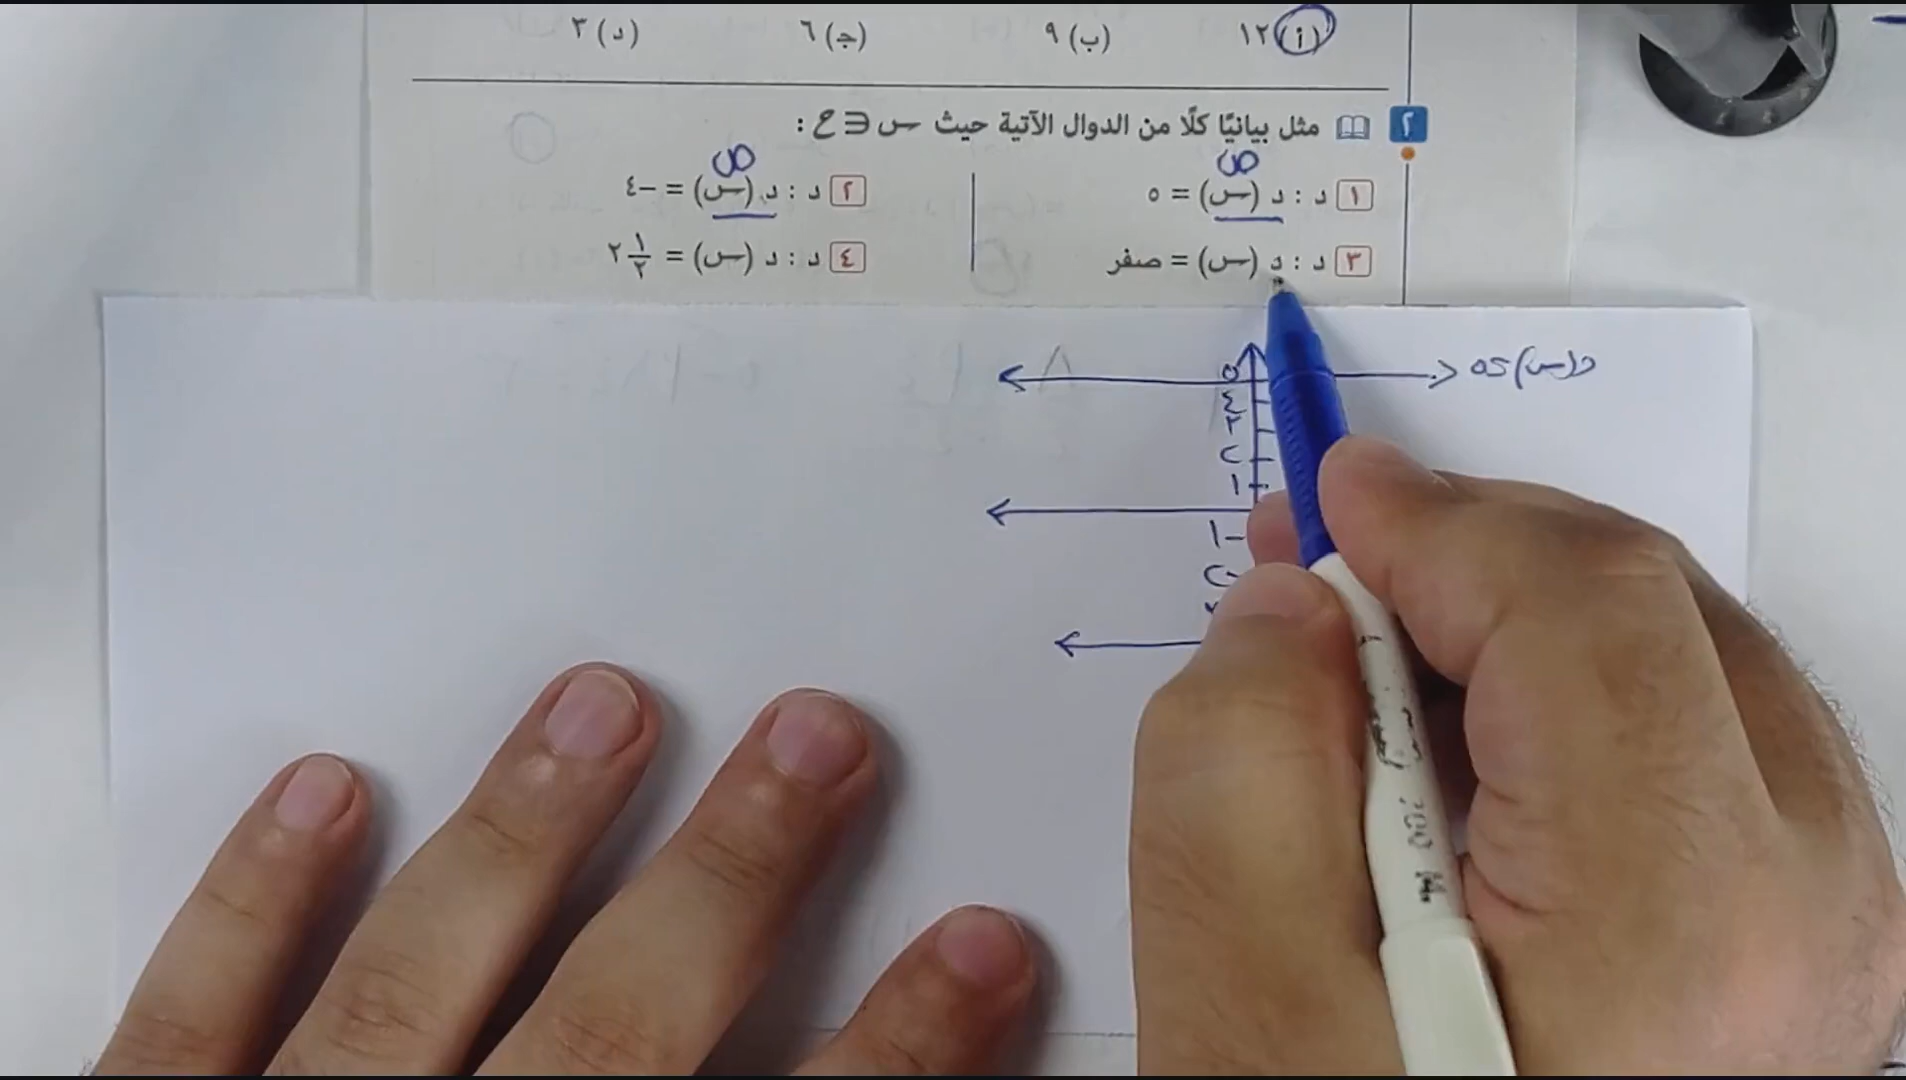 (أ) ١٢ (ب) ٩ (جـ) ٦ (د) ٣
٢ مثل بيانيًا كلًا من الدوال الآتية حيث س ∈ ح :
ص ص
١ د : د (س) = ٥ ٢ د : د (س) = –٤
٣ د : د (س) = صفر ٤ د : د (س) = ٢ ١/٢
٥ د(س) = ٥
٤
٣
٢
١
-١
-٢